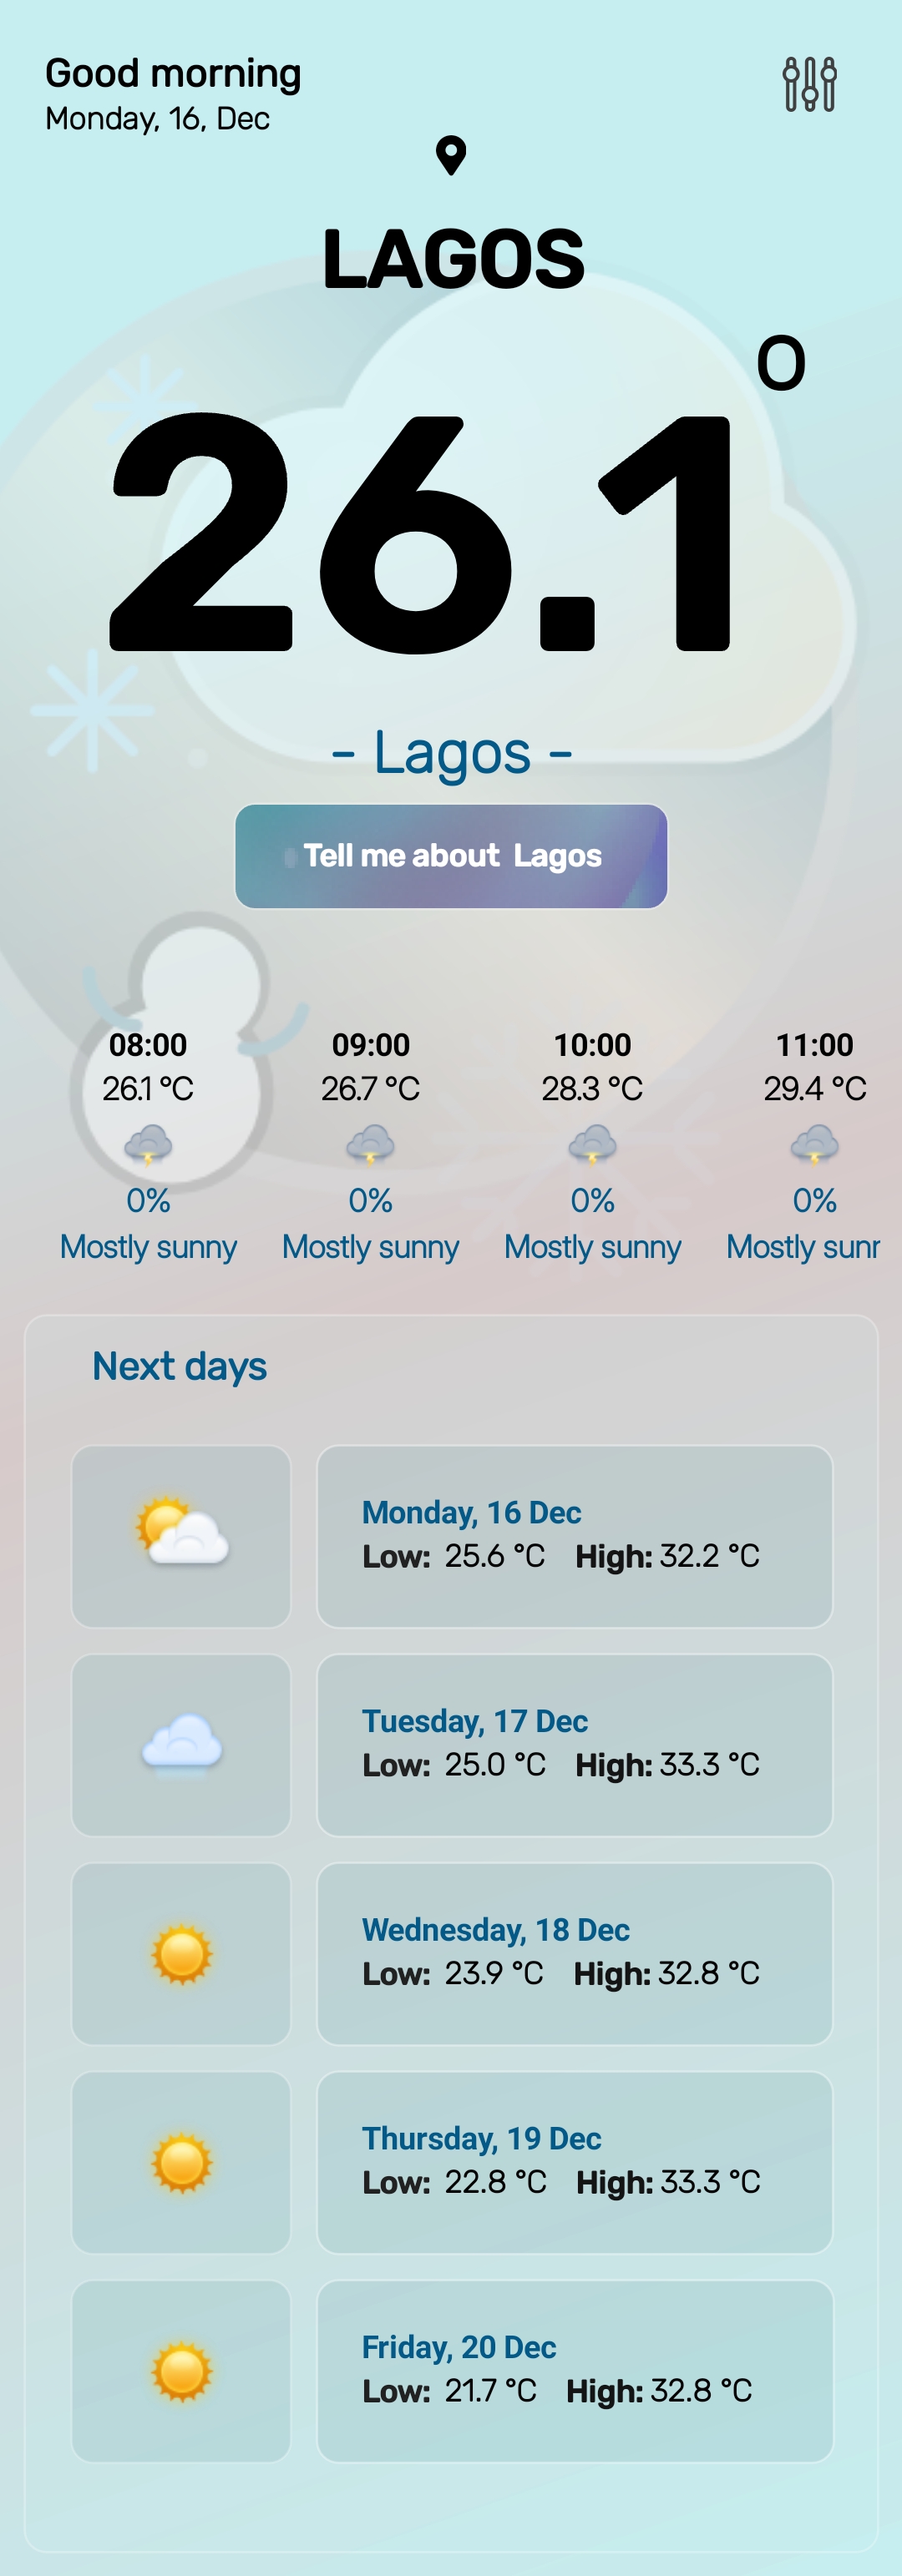 Good morning
Monday, 16, Dec
LAGOS
26.1°
- Lagos -
Tell me about Lagos
08:00 09:00 10:00 11:00
26.1 °C 26.7 °C 28.3 °C 29.4 °C
0% 0% 0% 0%
Mostly sunny Mostly sunny Mostly sunny Mostly sunr
Next days
Monday, 16 Dec
Low: 25.6 °C High: 32.2 °C
Tuesday, 17 Dec
Low: 25.0 °C High: 33.3 °C
Wednesday, 18 Dec
Low: 23.9 °C High: 32.8 °C
Thursday, 19 Dec
Low: 22.8 °C High: 33.3 °C
Friday, 20 Dec
Low: 21.7 °C High: 32.8 °C